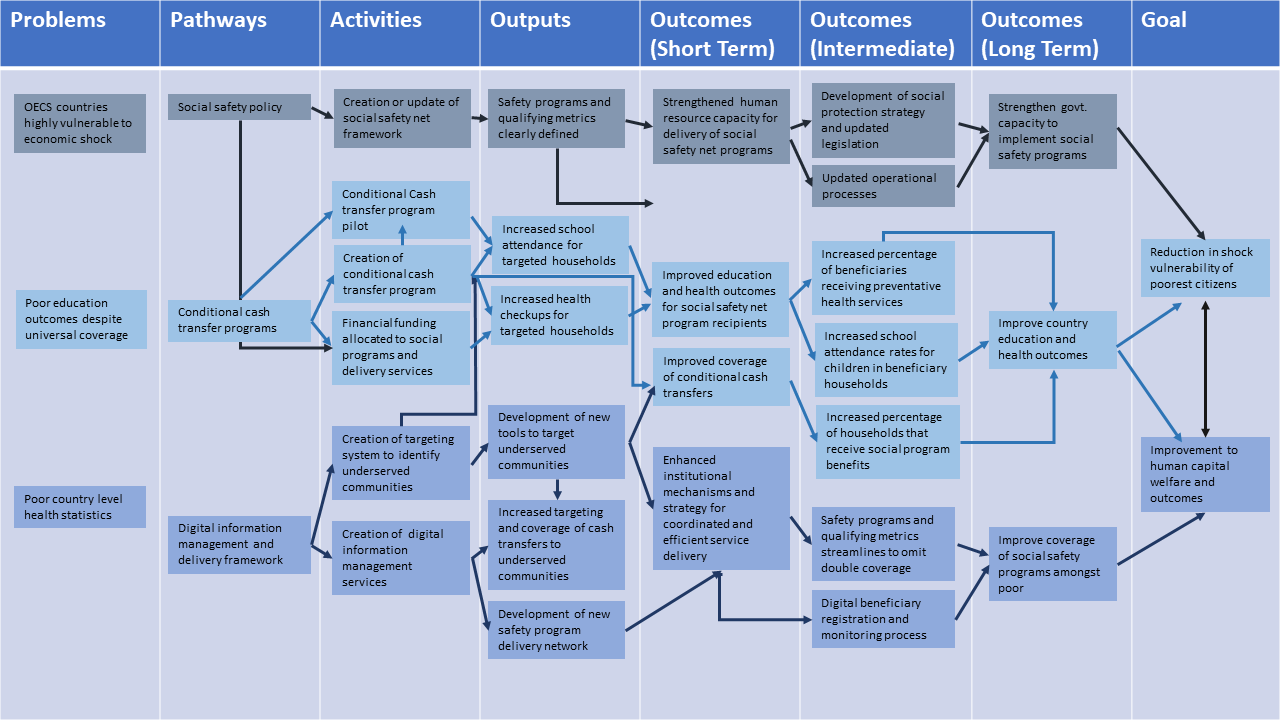 Problems
Pathways
Activities
Outputs
Outcomes
(Short Term)
Outcomes
(Intermediate)
Outcomes
(Long Term)
Goal
OECS countries
highly vulnerable to
economic shock
Poor education
outcomes despite
universal coverage
Poor country level
health statistics
Social safety policy
Conditional cash
transfer programs
Digital information
management and
delivery framework
Creation or update of
social safety net
framework
Conditional Cash
transfer program
pilot
Creation of
conditional cash
transfer program
Financial funding
allocated to social
programs and
delivery services
Creation of targeting
system to identify
underserved
communities
Creation of digital
information
management
services
Safety programs and
qualifying metrics
clearly defined
Increased school
attendance for
targeted households
Increased health
checkups for
targeted households
Development of new
tools to target
underserved
communities
Increased targeting
and coverage of cash
transfers to
underserved
communities
Development of new
safety program
delivery network
Strengthened human
resource capacity for
delivery of social
safety net programs
Improved education
and health outcomes
for social safety net
program recipients
Improved coverage
of conditional cash
transfers
Enhanced
institutional
mechanisms and
strategy for
coordinated and
efficient service
delivery
Development of social
protection strategy
and updated
legislation
Updated operational
processes
Increased percentage
of beneficiaries
receiving preventative
health services
Increased school
attendance rates for
children in beneficiary
households
Increased percentage
of households that
receive social program
benefits
Safety programs and
qualifying metrics
streamlines to omit
double coverage
Digital beneficiary
registration and
monitoring process
Strengthen govt.
capacity to
implement social
safety programs
Improve country
education and
health outcomes
Improve coverage
of social safety
programs amongst
poor
Reduction in shock
vulnerability of
poorest citizens
Improvement to
human capital
welfare and
outcomes